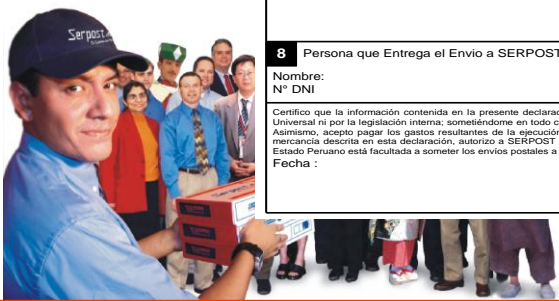 Serpost
8 Persona que Entrega el Envio a SERPOST
Nombre:
N° DNI
Certifico que la información contenida en la presente declarac
Universal ni por la legislación interna; sometiéndome en todo c
Asimismo, acepto pagar los gastos resultantes de la ejecución
mercancía descrita en esta declaración, autorizo a SERPOST
Estado Peruano está facultada a someter los envíos postales a
Fecha :